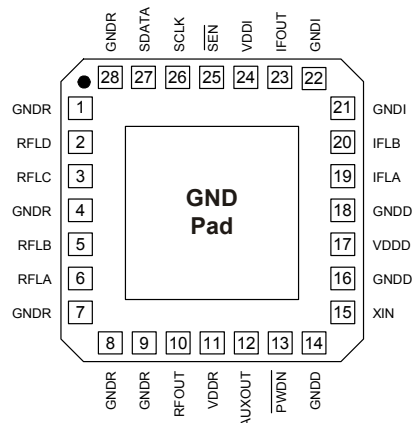 GNDR SDATA SCLK SEN VDDI IFOUT GNDI
28 27 26 25 24 23 22
GNDR 1 21 GNDI
RFLD 2 20 IFLB
RFLC 3 19 IFLA
GND
Pad
GNDR 4 18 GNDD
RFLB 5 17 VDDD
RFLA 6 16 GNDD
GNDR 7 15 XIN
8 9 10 11 12 13 14
GNDR GNDR RFOUT VDDR AUXOUT PWDN GNDD